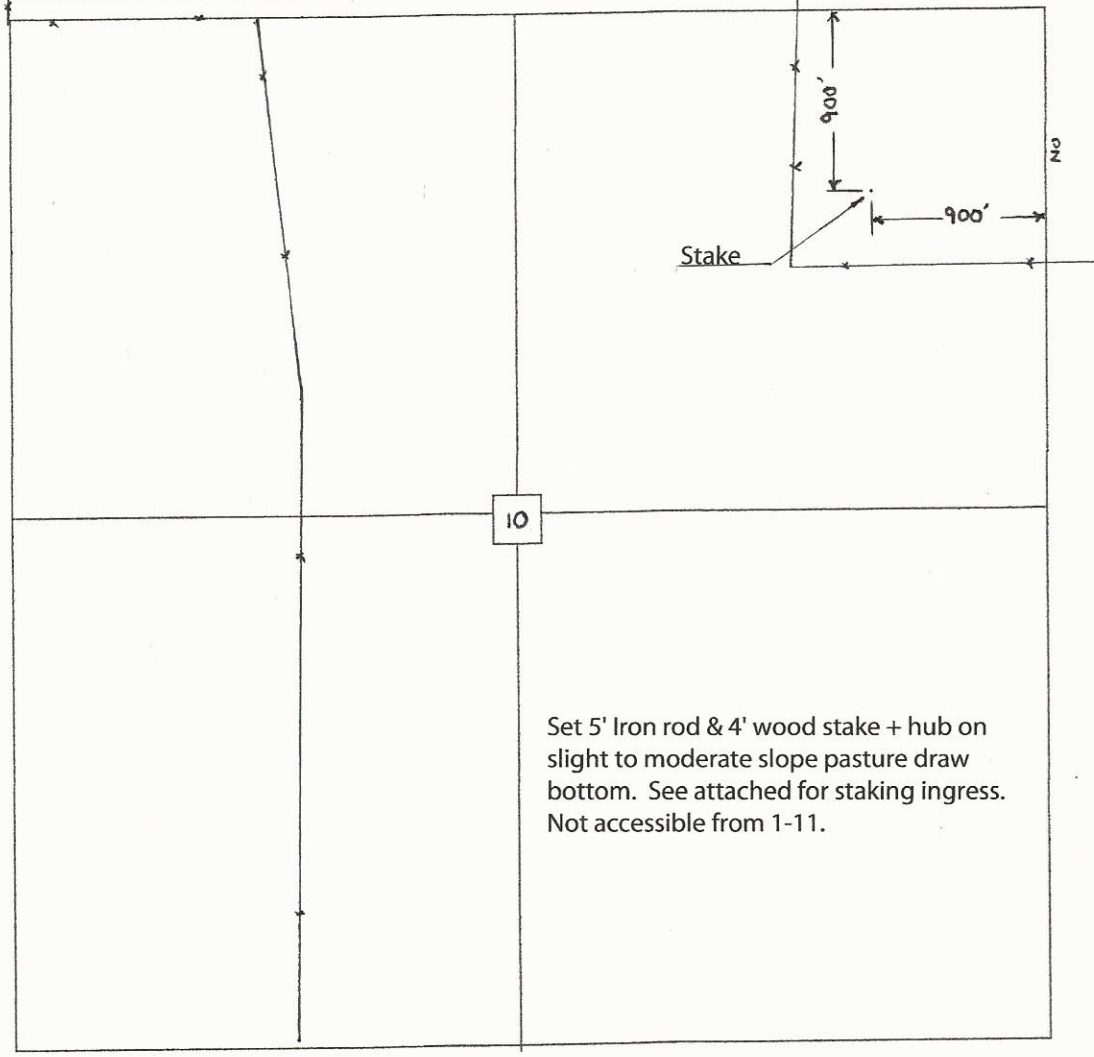 900'
No
900'
Stake
10
Set 5' Iron rod & 4' wood stake + hub on
slight to moderate slope pasture draw
bottom. See attached for staking ingress.
Not accessible from 1-11.